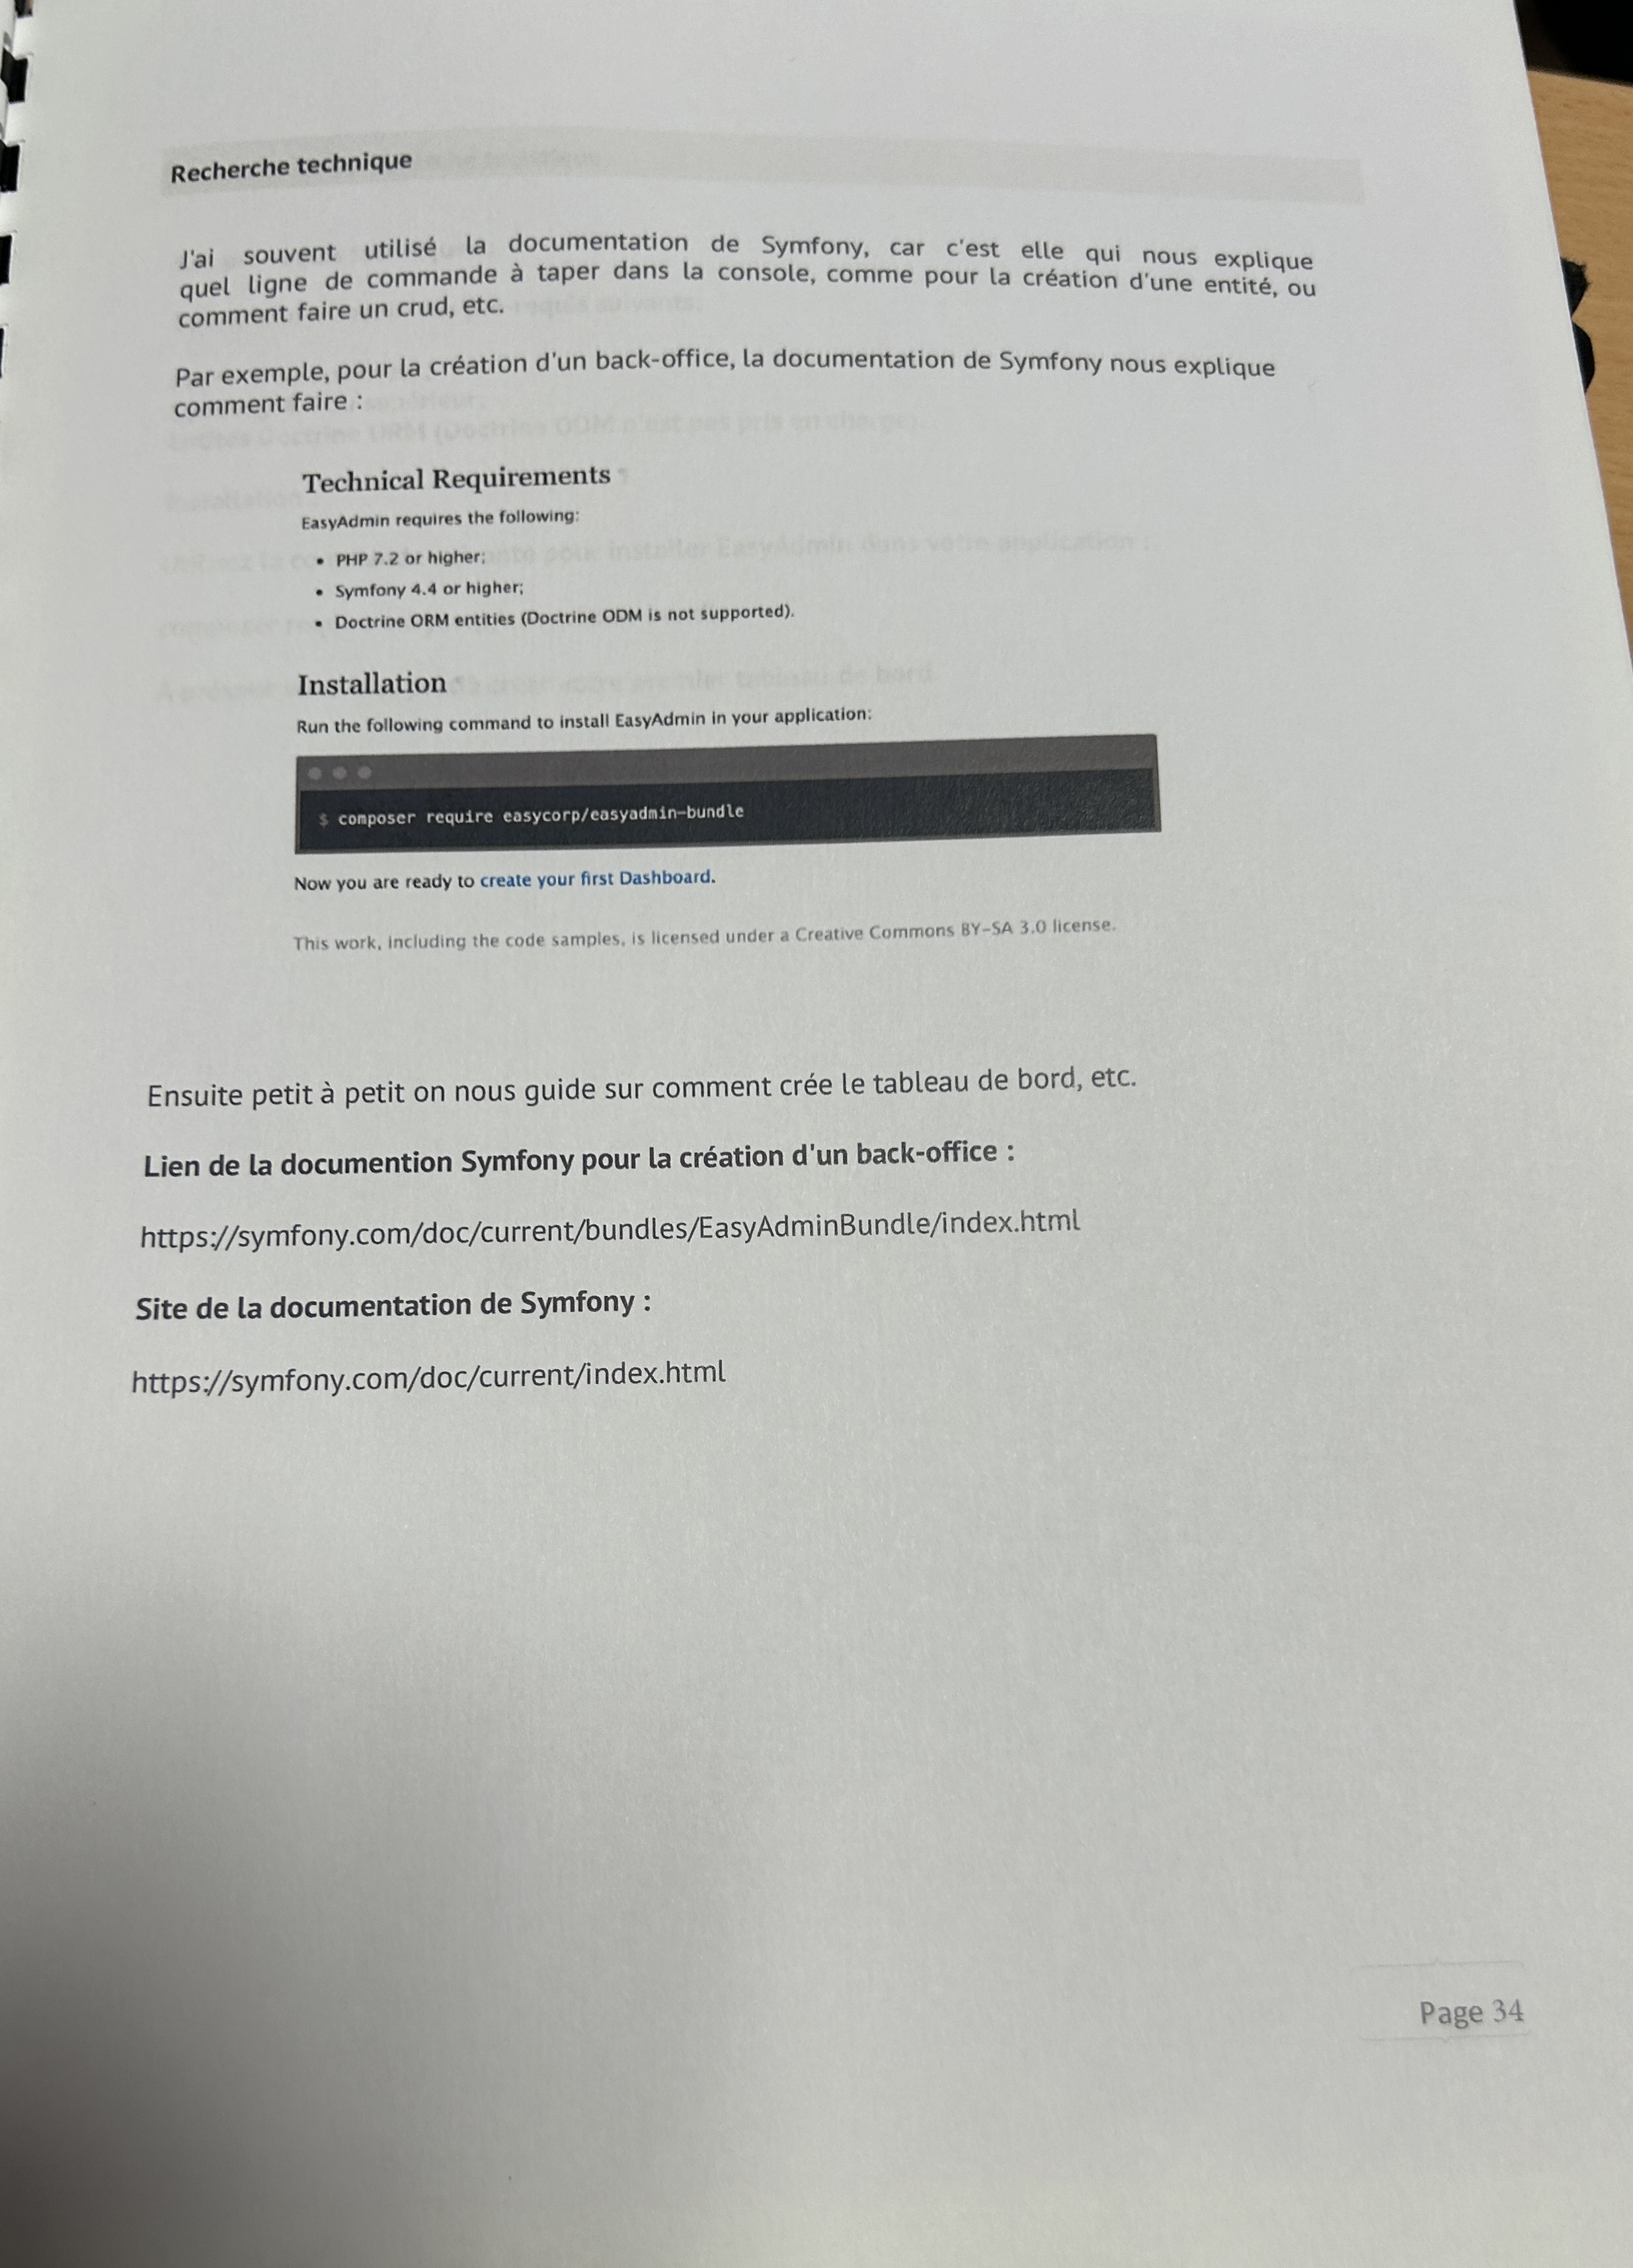 Recherche technique
J'ai souvent utilisé la documentation de Symfony, car c'est elle qui nous explique
quel ligne de commande à taper dans la console, comme pour la création d'une entité, ou
comment faire un crud, etc.
Par exemple, pour la création d'un back-office, la documentation de Symfony nous explique
comment faire :
Technical Requirements
EasyAdmin requires the following:
• PHP 7.2 or higher;
• Symfony 4.4 or higher;
• Doctrine ORM entities (Doctrine ODM is not supported).
Installation
Run the following command to install EasyAdmin in your application:
$ composer require easycorp/easyadmin-bundle
Now you are ready to create your first Dashboard.
This work, including the code samples, is licensed under a Creative Commons BY-SA 3.0 license.
Ensuite petit à petit on nous guide sur comment crée le tableau de bord, etc.
Lien de la documention Symfony pour la création d'un back-office :
https://symfony.com/doc/current/bundles/EasyAdminBundle/index.html
Site de la documentation de Symfony :
https://symfony.com/doc/current/index.html
Page 34